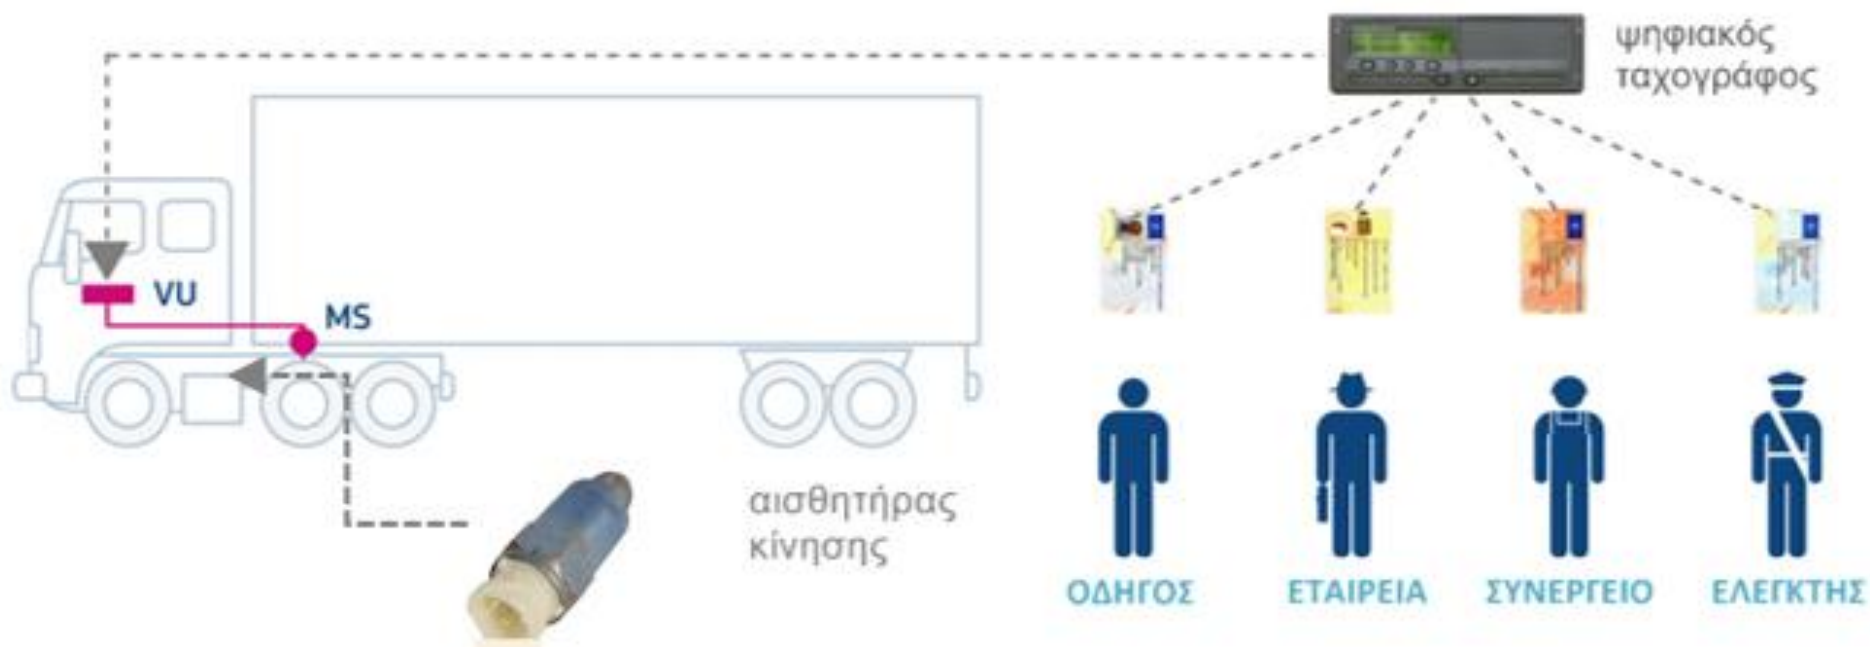 ψηφιακός
ταχογράφος
VU
MS
αισθητήρας
κίνησης
ΟΔΗΓΟΣ
ΕΤΑΙΡΕΙΑ
ΣΥΝΕΡΓΕΙΟ
ΕΛΕΓΚΤΗΣ